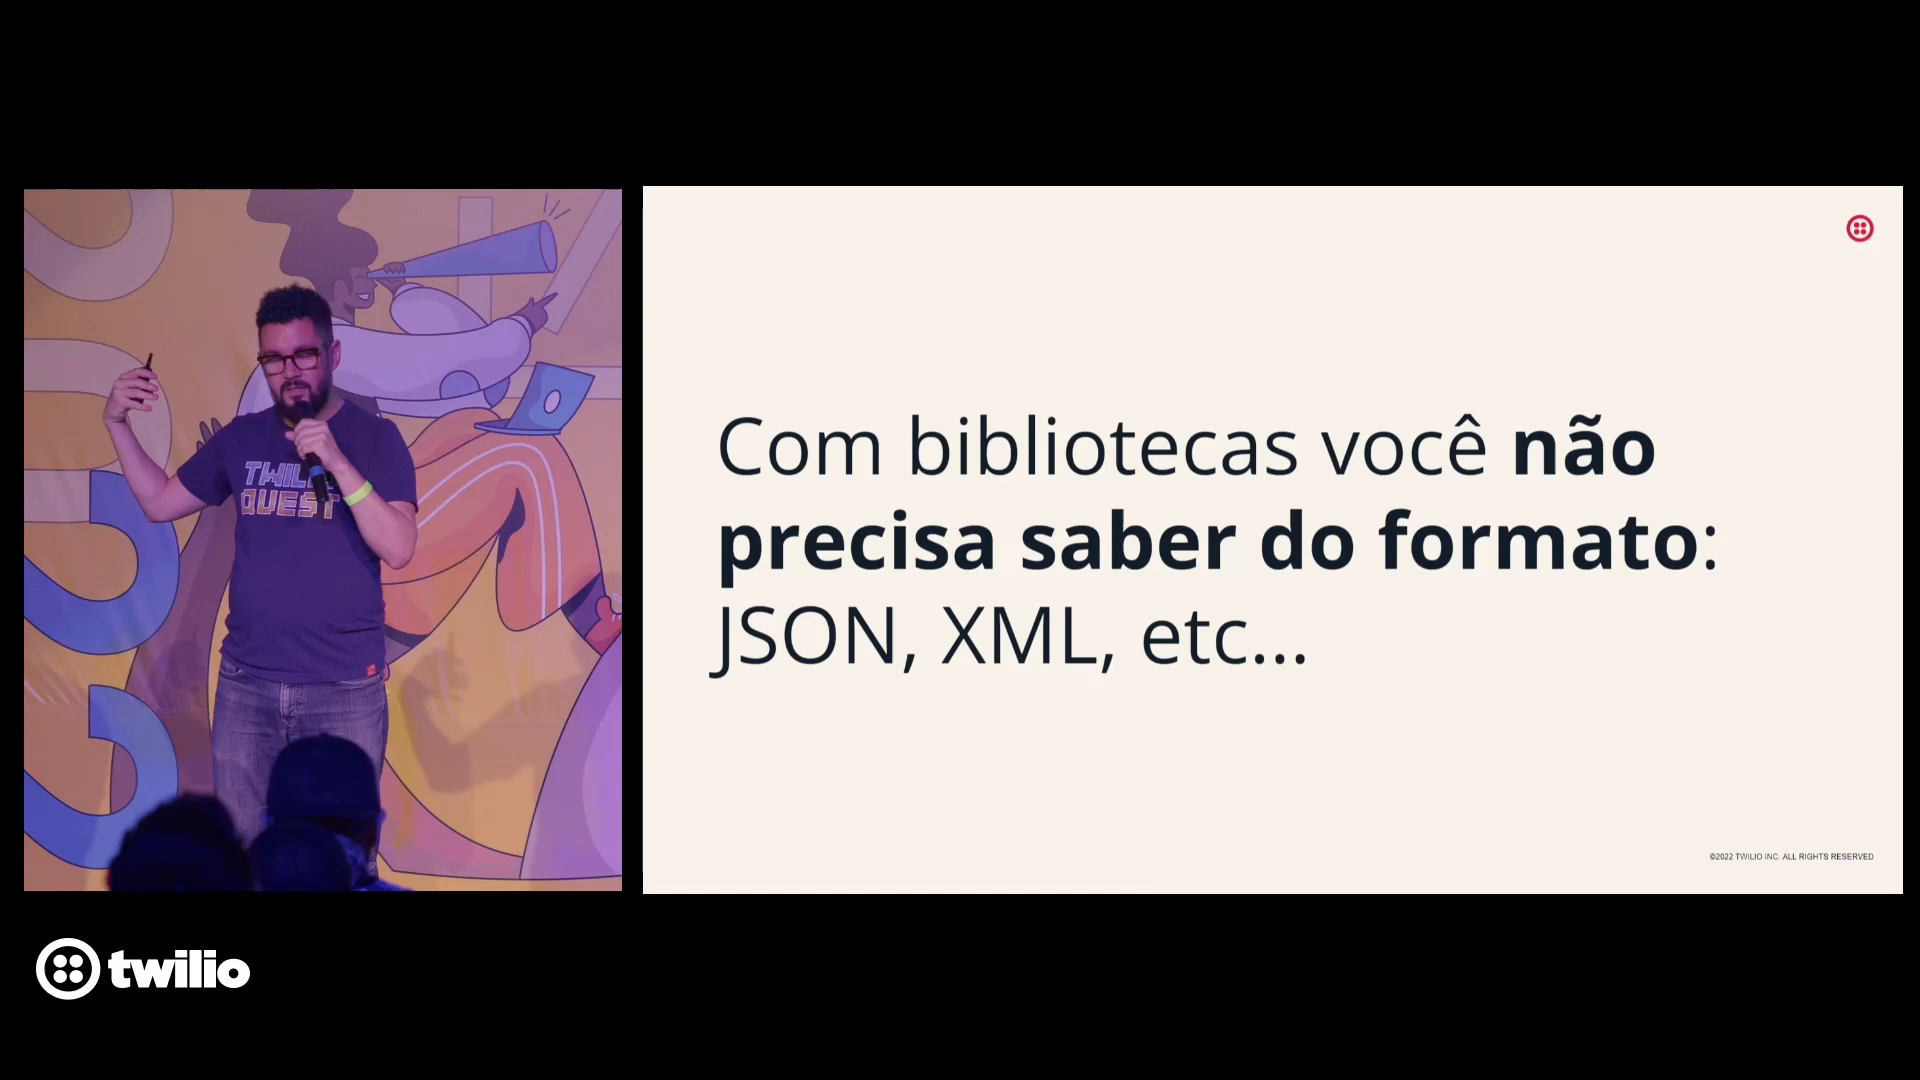 TWILIO
QUEST
Com bibliotecas você não
precisa saber do formato:
JSON, XML, etc...
©2022 TWILIO INC. ALL RIGHTS RESERVED
twilio